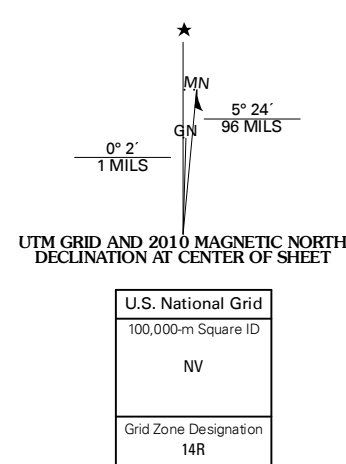 MN
5° 24´
96 MILS
GN
0° 2´
1 MILS
UTM GRID AND 2010 MAGNETIC NORTH
DECLINATION AT CENTER OF SHEET
U.S. National Grid
100,000-m Square ID
NV
Grid Zone Designation
14R